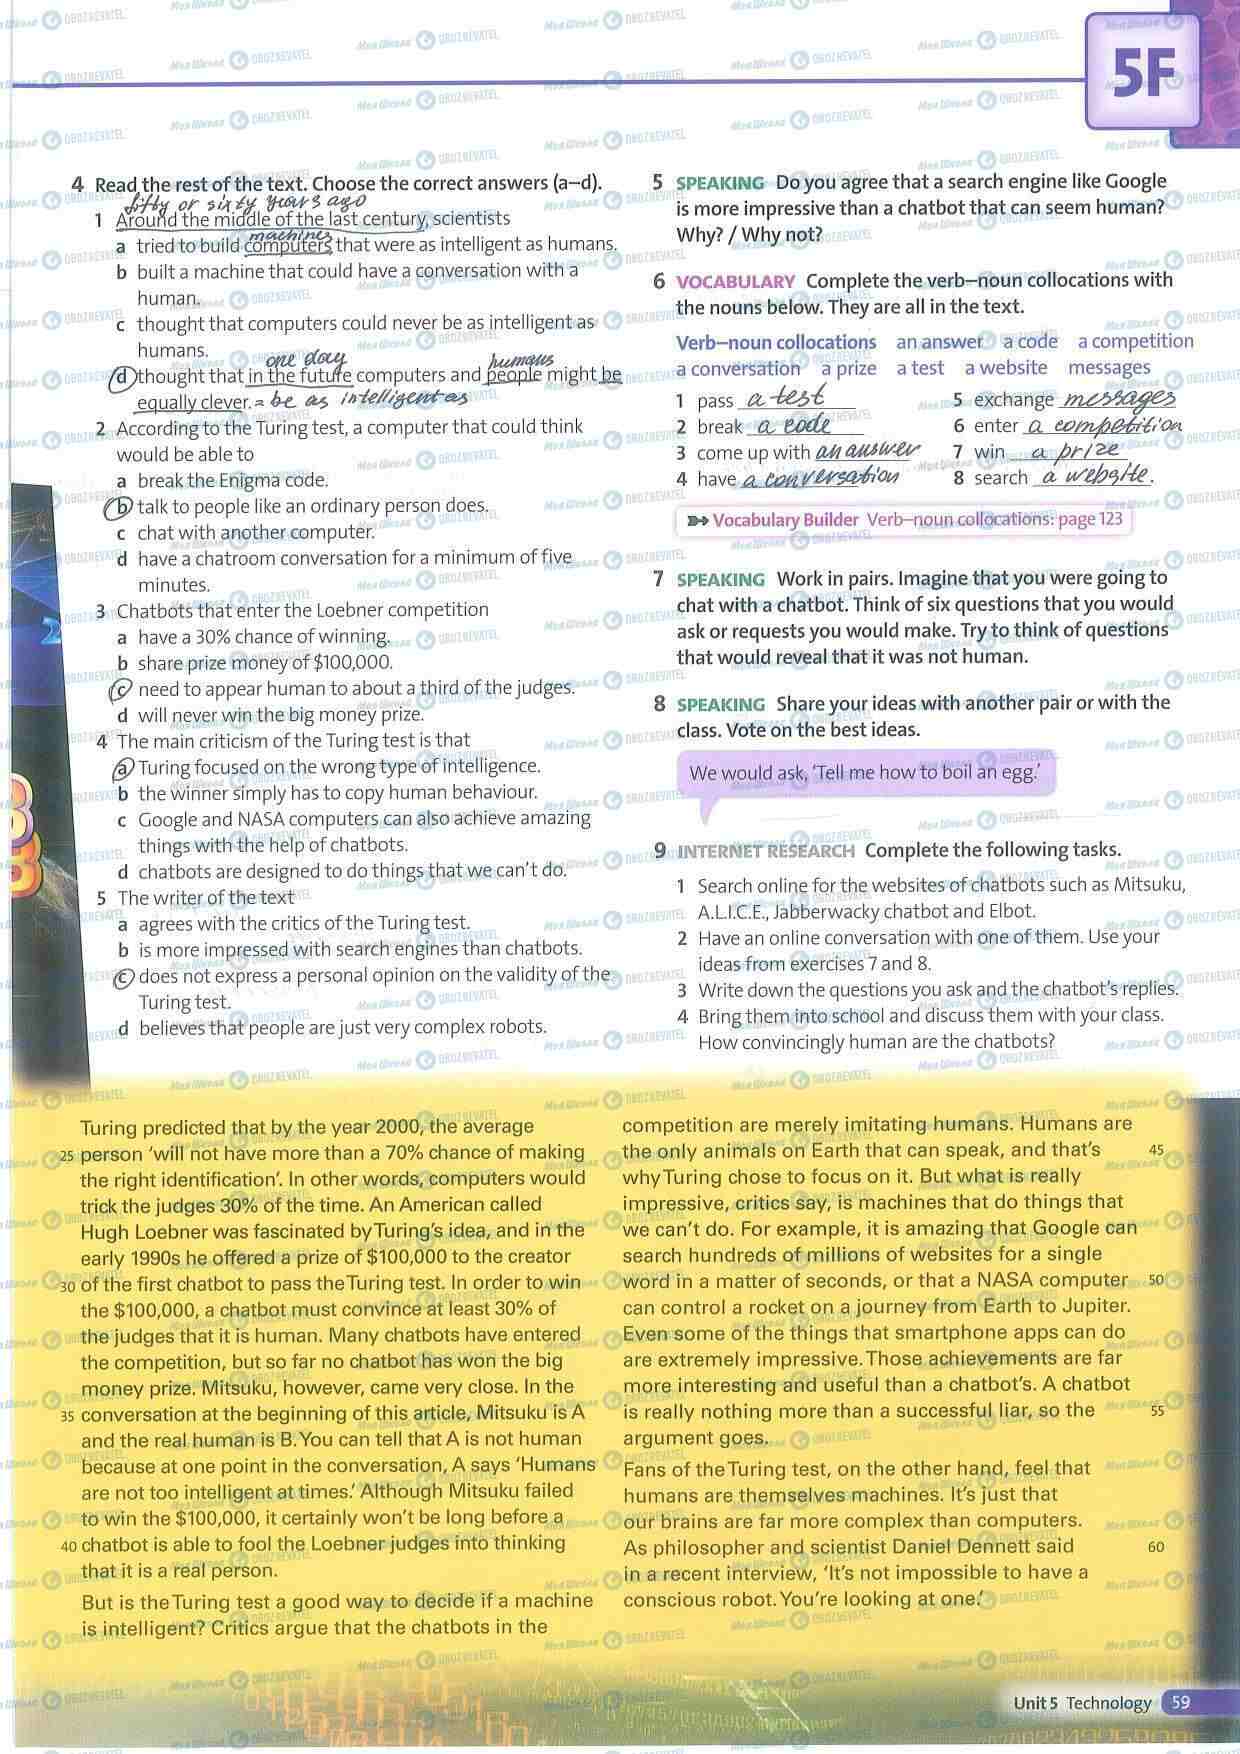 5F
4 Read the rest of the text. Choose the correct answers (a–d).
fifty or sixty years ago
1 Around the middle of the last century, scientists
machines
a tried to build computers that were as intelligent as humans.
b built a machine that could have a conversation with a
human.
c thought that computers could never be as intelligent as
humans.
one day humans
d thought that in the future computers and people might be
equally clever. = be as intelligent as
2 According to the Turing test, a computer that could think
would be able to
a break the Enigma code.
b talk to people like an ordinary person does.
c chat with another computer.
d have a chatroom conversation for a minimum of five
minutes.
3 Chatbots that enter the Loebner competition
a have a 30% chance of winning.
b share prize money of $100,000.
c need to appear human to about a third of the judges.
d will never win the big money prize.
4 The main criticism of the Turing test is that
a Turing focused on the wrong type of intelligence.
b the winner simply has to copy human behaviour.
c Google and NASA computers can also achieve amazing
things with the help of chatbots.
d chatbots are designed to do things that we can't do.
5 The writer of the text
a agrees with the critics of the Turing test.
b is more impressed with search engines than chatbots.
c does not express a personal opinion on the validity of the
Turing test.
d believes that people are just very complex robots.
5 SPEAKING Do you agree that a search engine like Google
is more impressive than a chatbot that can seem human?
Why? / Why not?
6 VOCABULARY Complete the verb–noun collocations with
the nouns below. They are all in the text.
Verb–noun collocations an answer a code a competition
a conversation a prize a test a website messages
1 pass a test
2 break a code
3 come up with an answer
4 have a conversation
5 exchange messages
6 enter a competition
7 win a prize
8 search a website.
Vocabulary Builder Verb–noun collocations: page 123
7 SPEAKING Work in pairs. Imagine that you were going to
chat with a chatbot. Think of six questions that you would
ask or requests you would make. Try to think of questions
that would reveal that it was not human.
8 SPEAKING Share your ideas with another pair or with the
class. Vote on the best ideas.
We would ask, 'Tell me how to boil an egg.'
9 INTERNET RESEARCH Complete the following tasks.
1 Search online for the websites of chatbots such as Mitsuku,
A.L.I.C.E., Jabberwacky chatbot and Elbot.
2 Have an online conversation with one of them. Use your
ideas from exercises 7 and 8.
3 Write down the questions you ask and the chatbot's replies.
4 Bring them into school and discuss them with your class.
How convincingly human are the chatbots?
Turing predicted that by the year 2000, the average
25 person 'will not have more than a 70% chance of making
the right identification'. In other words, computers would
trick the judges 30% of the time. An American called
Hugh Loebner was fascinated by Turing's idea, and in the
early 1990s he offered a prize of $100,000 to the creator
30 of the first chatbot to pass the Turing test. In order to win
the $100,000, a chatbot must convince at least 30% of
the judges that it is human. Many chatbots have entered
the competition, but so far no chatbot has won the big
money prize. Mitsuku, however, came very close. In the
35 conversation at the beginning of this article, Mitsuku is A
and the real human is B. You can tell that A is not human
because at one point in the conversation, A says 'Humans
are not too intelligent at times.' Although Mitsuku failed
to win the $100,000, it certainly won't be long before a
40 chatbot is able to fool the Loebner judges into thinking
that it is a real person.
But is the Turing test a good way to decide if a machine
is intelligent? Critics argue that the chatbots in the
competition are merely imitating humans. Humans are
the only animals on Earth that can speak, and that's 45
why Turing chose to focus on it. But what is really
impressive, critics say, is machines that do things that
we can't do. For example, it is amazing that Google can
search hundreds of millions of websites for a single
word in a matter of seconds, or that a NASA computer 50
can control a rocket on a journey from Earth to Jupiter.
Even some of the things that smartphone apps can do
are extremely impressive. Those achievements are far
more interesting and useful than a chatbot's. A chatbot
is really nothing more than a successful liar, so the 55
argument goes.
Fans of the Turing test, on the other hand, feel that
humans are themselves machines. It's just that
our brains are far more complex than computers.
As philosopher and scientist Daniel Dennett said 60
in a recent interview, 'It's not impossible to have a
conscious robot. You're looking at one.'
Unit 5 Technology 59